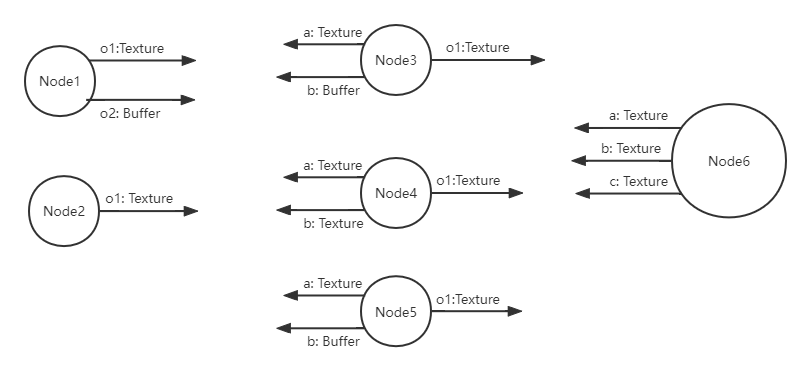 o1:Texture
Node1
o2: Buffer
o1: Texture
Node2
a: Texture
Node3
b: Buffer
o1:Texture
a: Texture
Node4
b: Texture
o1:Texture
a: Texture
Node5
b: Buffer
o1:Texture
a: Texture
b: Texture
c: Texture
Node6